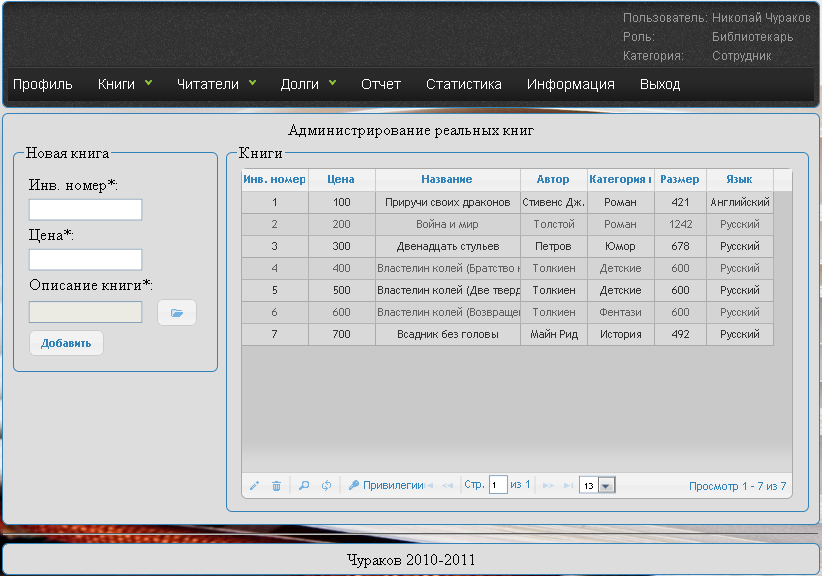 Пользователь: Николай Чураков
Роль: Библиотекарь
Категория: Сотрудник
Профиль Книги Читатели Долги Отчет Статистика Информация Выход
Администрирование реальных книг
Новая книга
Инв. номер*:
Цена*:
Описание книги*:
Добавить
Книги
Инв. номер Цена Название Автор Категория Размер Язык
1 100 Приручи своих драконов Стивенс Дж. Роман 421 Английский
2 200 Война и мир Толстой Роман 1242 Русский
3 300 Двенадцать стульев Петров Юмор 678 Русский
4 400 Властелин колей (Братство Толкиен Детские 600 Русский
5 500 Властелин колей (Две тверд Толкиен Детские 600 Русский
6 600 Властелин колей (Возвраще Толкиен Фентази 600 Русский
7 700 Всадник без головы Майн Рид История 492 Русский
Привилегии Стр. 1 из 1 13 Просмотр 1 - 7 из 7
Чураков 2010-2011